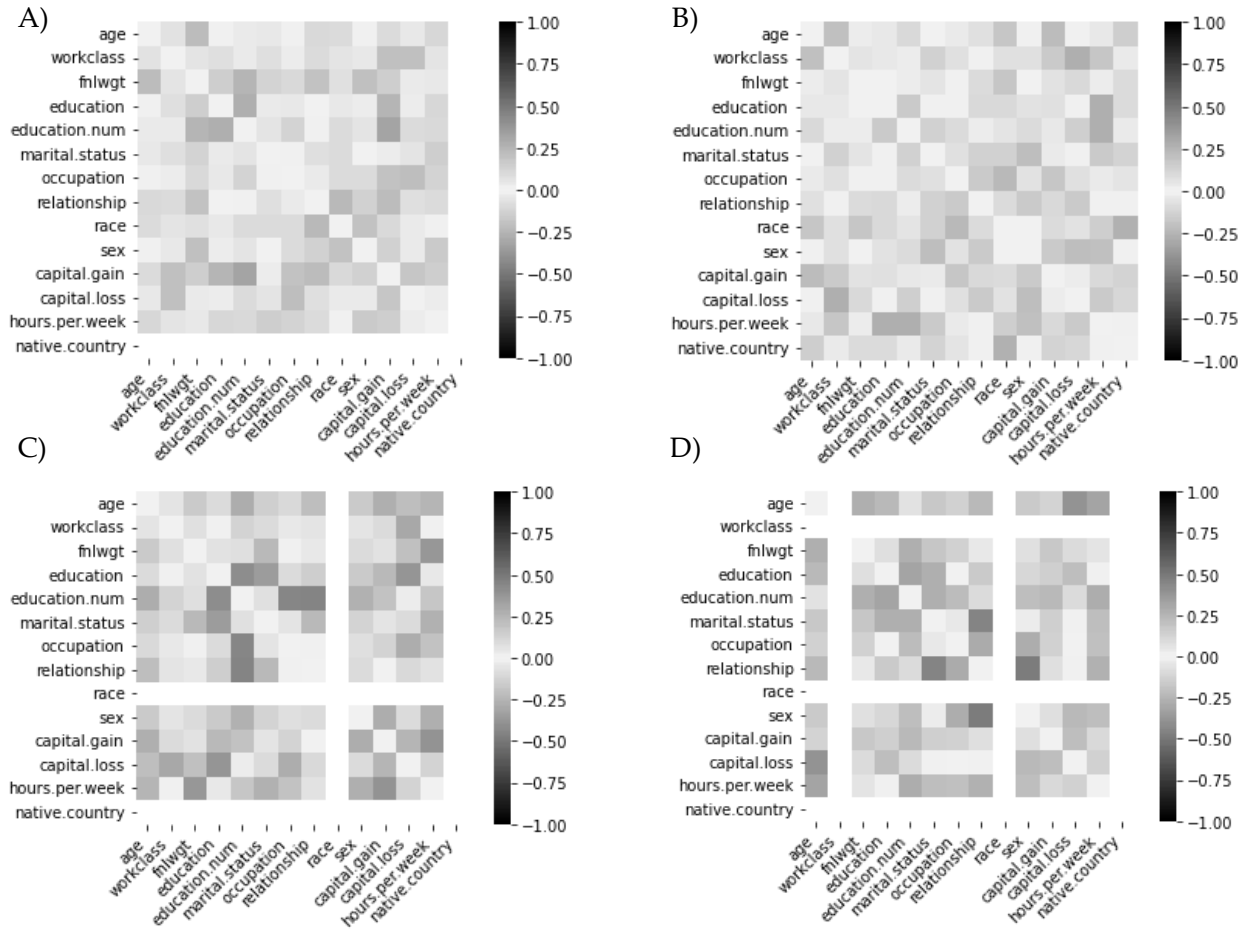 A)
age
workclass
fnlwgt
education
education.num
marital.status
occupation
relationship
race
sex
capital.gain
capital.loss
hours.per.week
native.country
age
workclass
fnlwgt
education
education.num
marital.status
occupation
relationship
race
sex
capital.gain
capital.loss
hours.per.week
native.country
1.00
0.75
0.50
0.25
0.00
−0.25
−0.50
−0.75
−1.00
B)
age
workclass
fnlwgt
education
education.num
marital.status
occupation
relationship
race
sex
capital.gain
capital.loss
hours.per.week
native.country
age
workclass
fnlwgt
education
education.num
marital.status
occupation
relationship
race
sex
capital.gain
capital.loss
hours.per.week
native.country
1.00
0.75
0.50
0.25
0.00
−0.25
−0.50
−0.75
−1.00
C)
age
workclass
fnlwgt
education
education.num
marital.status
occupation
relationship
race
sex
capital.gain
capital.loss
hours.per.week
native.country
age
workclass
fnlwgt
education
education.num
marital.status
occupation
relationship
race
sex
capital.gain
capital.loss
hours.per.week
native.country
1.00
0.75
0.50
0.25
0.00
−0.25
−0.50
−0.75
−1.00
D)
age
workclass
fnlwgt
education
education.num
marital.status
occupation
relationship
race
sex
capital.gain
capital.loss
hours.per.week
native.country
age
workclass
fnlwgt
education
education.num
marital.status
occupation
relationship
race
sex
capital.gain
capital.loss
hours.per.week
native.country
1.00
0.75
0.50
0.25
0.00
−0.25
−0.50
−0.75
−1.00